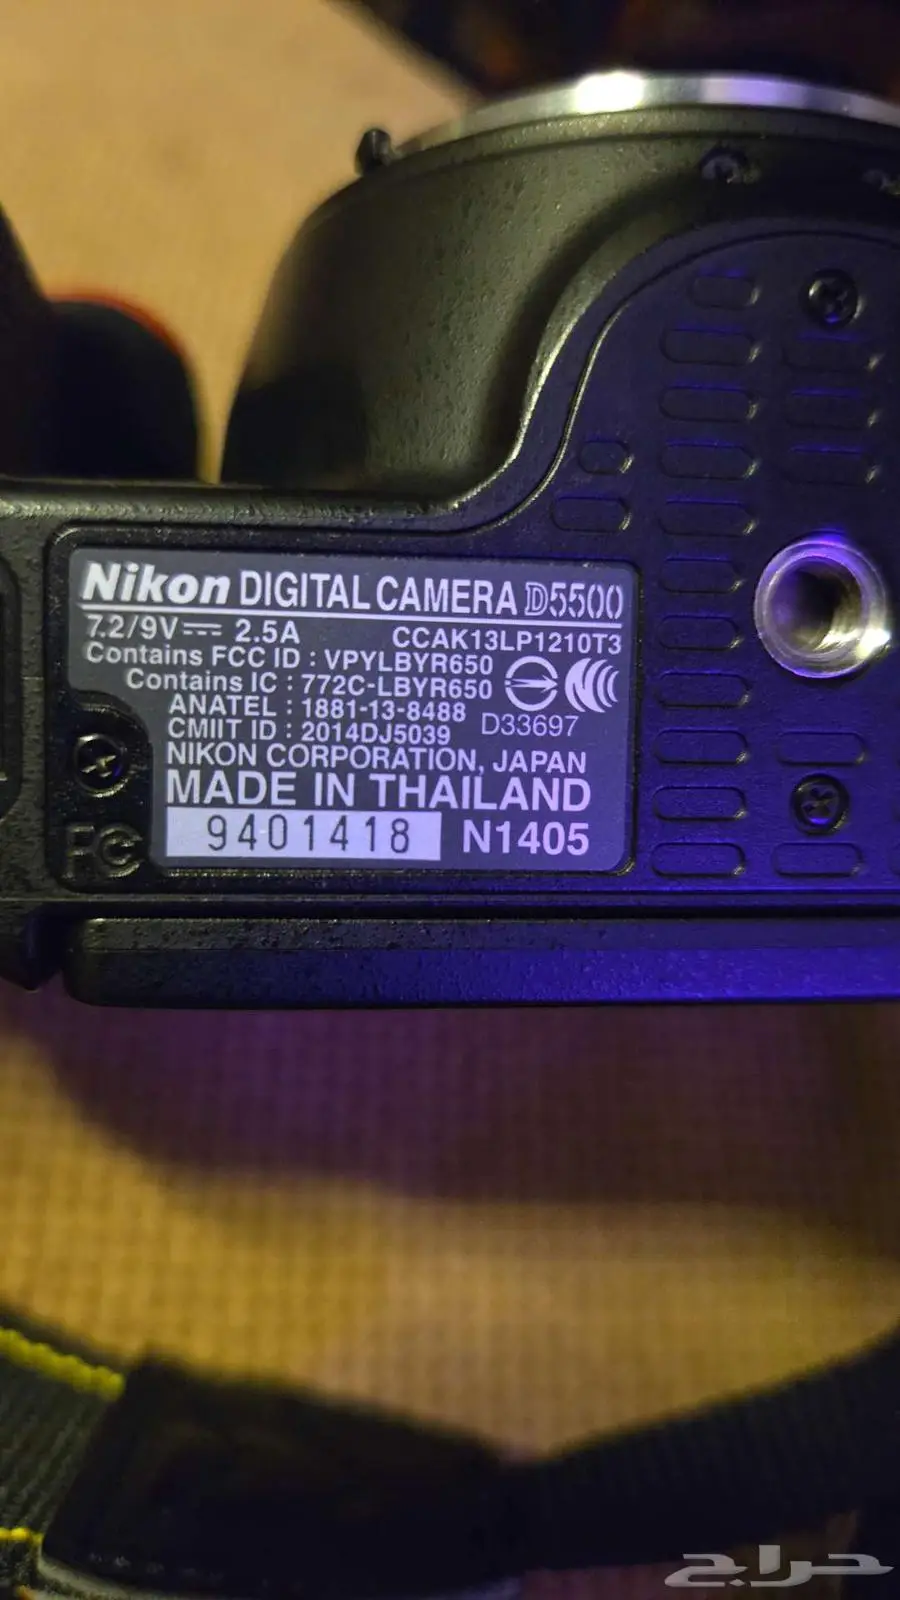 Nikon DIGITAL CAMERA D5500
7.2/9V 2.5A CCAK13LP1210T3
Contains FCC ID : VPYLBYR650
Contains IC : 772C-LBYR650
ANATEL : 1881-13-8488 D33697
CMIIT ID : 2014DJ5039
NIKON CORPORATION, JAPAN
MADE IN THAILAND
9401418 N1405
FC
حراج